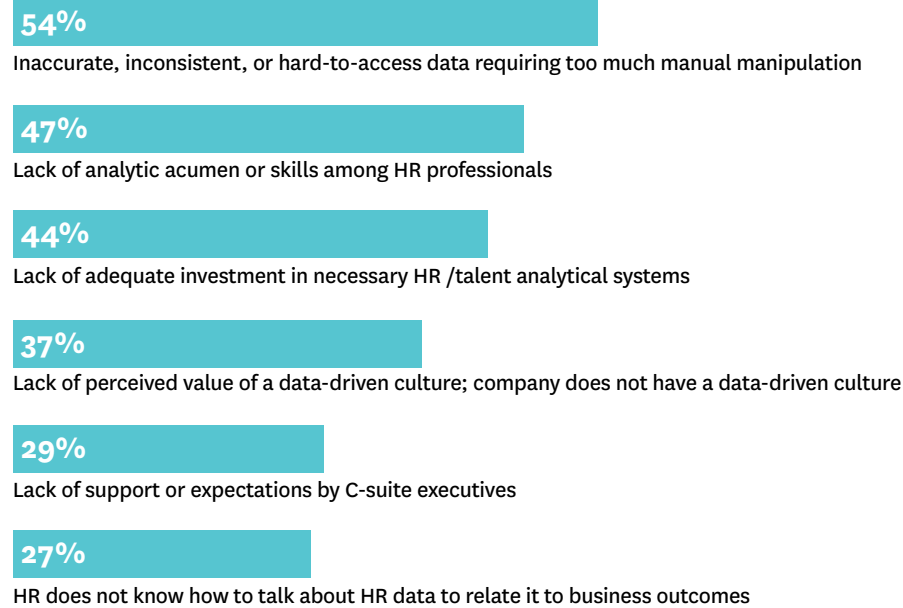 54%
Inaccurate, inconsistent, or hard-to-access data requiring too much manual manipulation
47%
Lack of analytic acumen or skills among HR professionals
44%
Lack of adequate investment in necessary HR /talent analytical systems
37%
Lack of perceived value of a data-driven culture; company does not have a data-driven culture
29%
Lack of support or expectations by C-suite executives
27%
HR does not know how to talk about HR data to relate it to business outcomes